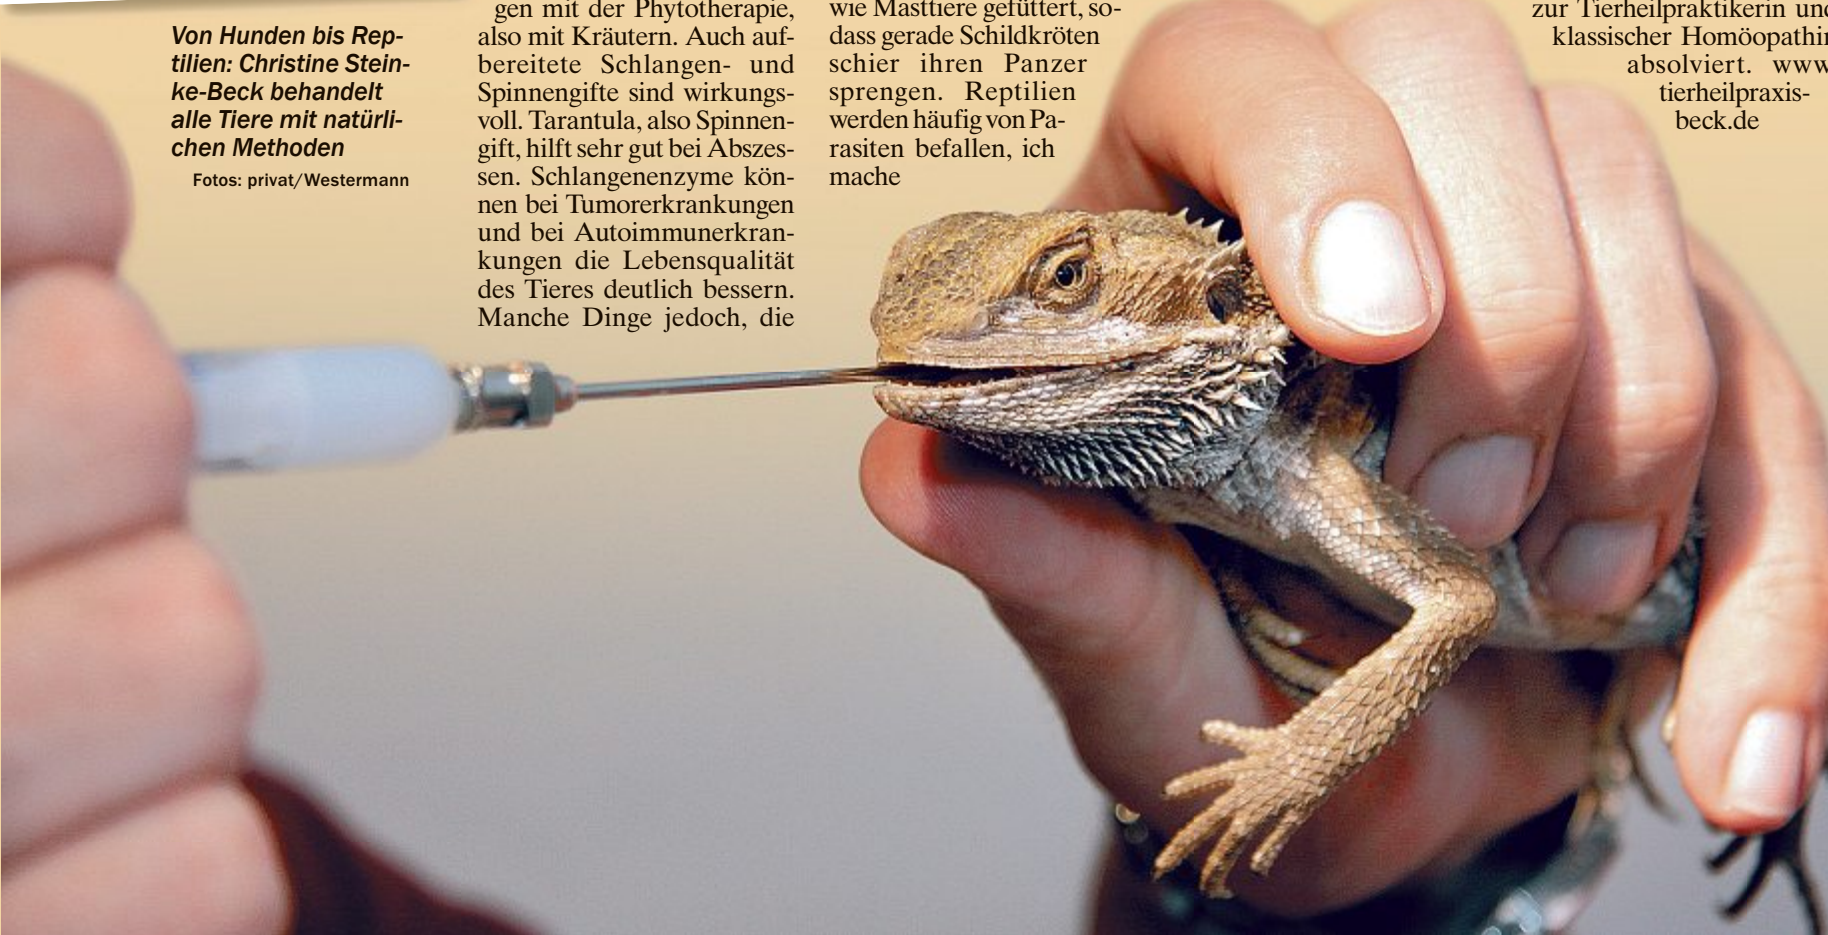 Von Hunden bis Rep-
tilien: Christine Stein-
ke-Beck behandelt
alle Tiere mit natürli-
chen Methoden
Fotos: privat/Westermann
gen mit der Phytotherapie,
also mit Kräutern. Auch auf-
bereitete Schlangen- und
Spinnengifte sind wirkungs-
voll. Tarantula, also Spinnen-
gift, hilft sehr gut bei Abszes-
sen. Schlangenenzyme kön-
nen bei Tumorerkrankungen
und bei Autoimmunerkran-
kungen die Lebensqualität
des Tieres deutlich bessern.
Manche Dinge jedoch, die
wie Masttiere gefüttert, so-
dass gerade Schildkröten
schier ihren Panzer
sprengen. Reptilien
werden häufig von Pa-
rasiten befallen, ich
mache
zur Tierheilpraktikerin und
klassischer Homöopathin
absolviert. www.
tierheilpraxis-
beck.de